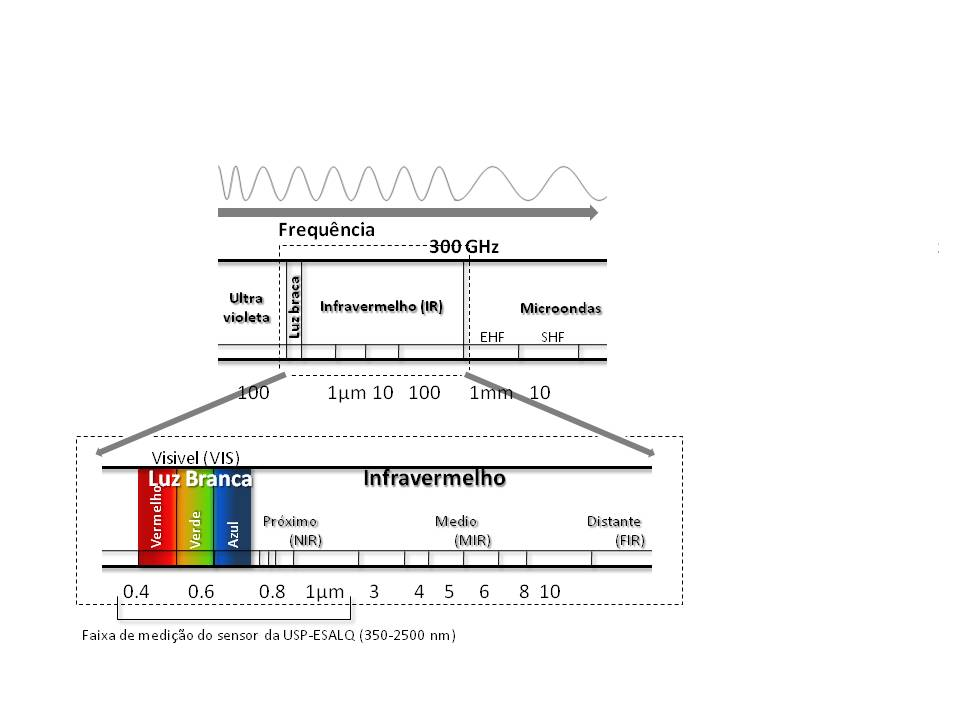 Frequência
300 GHz
Ultra
violeta
Luz braca
Infravermelho (IR)
Microondas
EHF SHF
100 1µm 10 100 1mm 10
Visivel (VIS)
Luz Branca
Infravermelho
Vermelho
Verde
Azul
Próximo
(NIR)
Medio
(MIR)
Distante
(FIR)
0.4 0.6 0.8 1µm 3 4 5 6 8 10
Faixa de medição do sensor da USP-ESALQ (350-2500 nm)